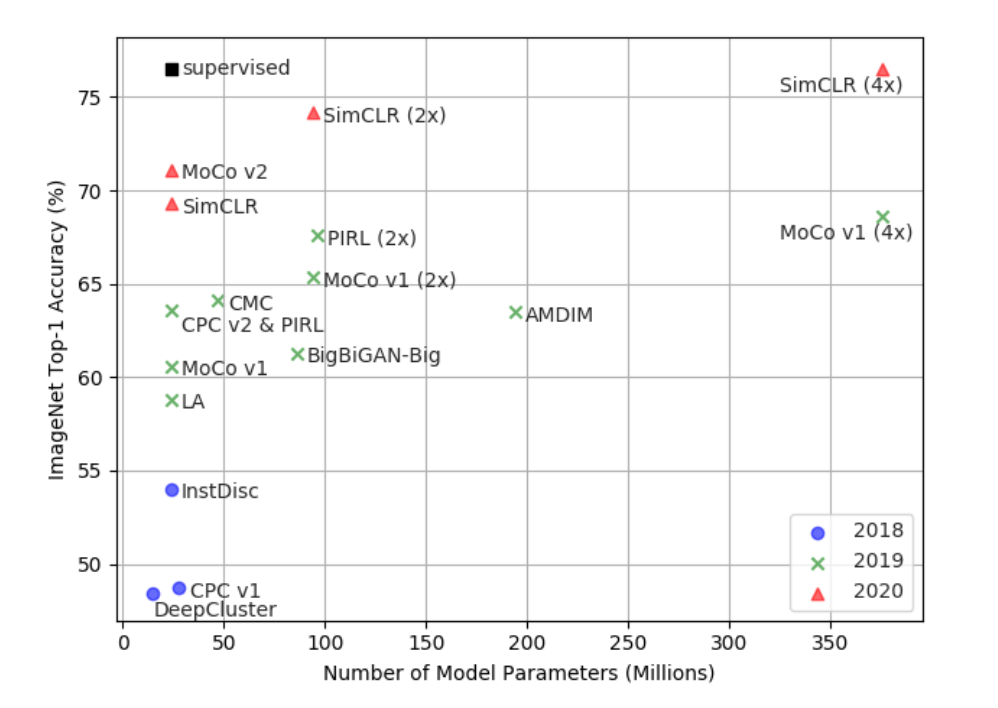 supervised
SimCLR (4x)
75
SimCLR (2x)
MoCo v2
70
SimCLR
MoCo v1 (4x)
PIRL (2x)
MoCo v1 (2x)
65
CMC
AMDIM
CPC v2 & PIRL
BigBiGAN-Big
MoCo v1
60
LA
55
InstDisc
50
CPC v1
DeepCluster
2018
2019
2020
0 50 100 150 200 250 300 350
Number of Model Parameters (Millions)
ImageNet Top-1 Accuracy (%)